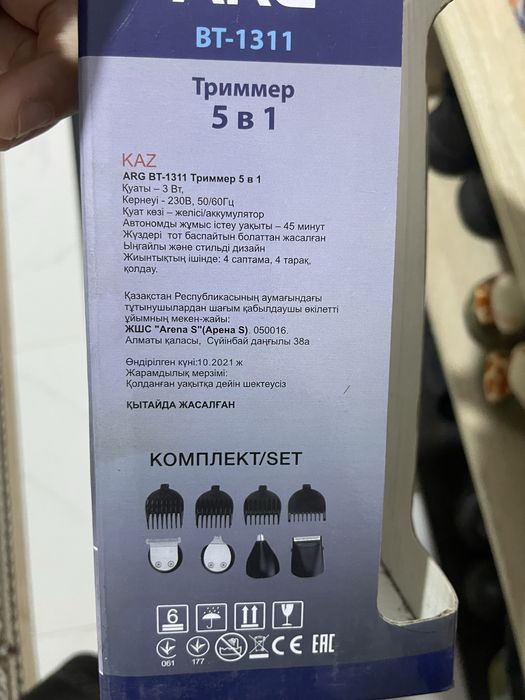 ARG
BT-1311
Триммер
5 в 1
KAZ
ARG BT-1311 Триммер 5 в 1
Қуаты – 3 Вт,
Кернеуі - 230В, 50/60Гц
Қуат көзі – желісі/аккумулятор
Автономды жұмыс істеу уақыты – 45 минут
Жүздері тот баспайтын болаттан жасалған
Ыңғайлы және стильді дизайн
Жиынтықтың ішінде: 4 саптама, 4 тарақ,
қолдау.
Қазақстан Республикасының аумағындағы
тұтынушылардан шағым қабылдаушы өкілетті
ұйымның мекен-жайы:
ЖШС "Arena S"(Арена S). 050016.
Алматы қаласы, Сүйінбай даңғылы 38а
Өндірілген күні:10.2021 ж
Жарамдылық мерзімі:
Қолданған уақытқа дейін шектеусіз
ҚЫТАЙДА ЖАСАЛҒАН
КОМПЛЕКТ/SET
6
061 177 CE EAC